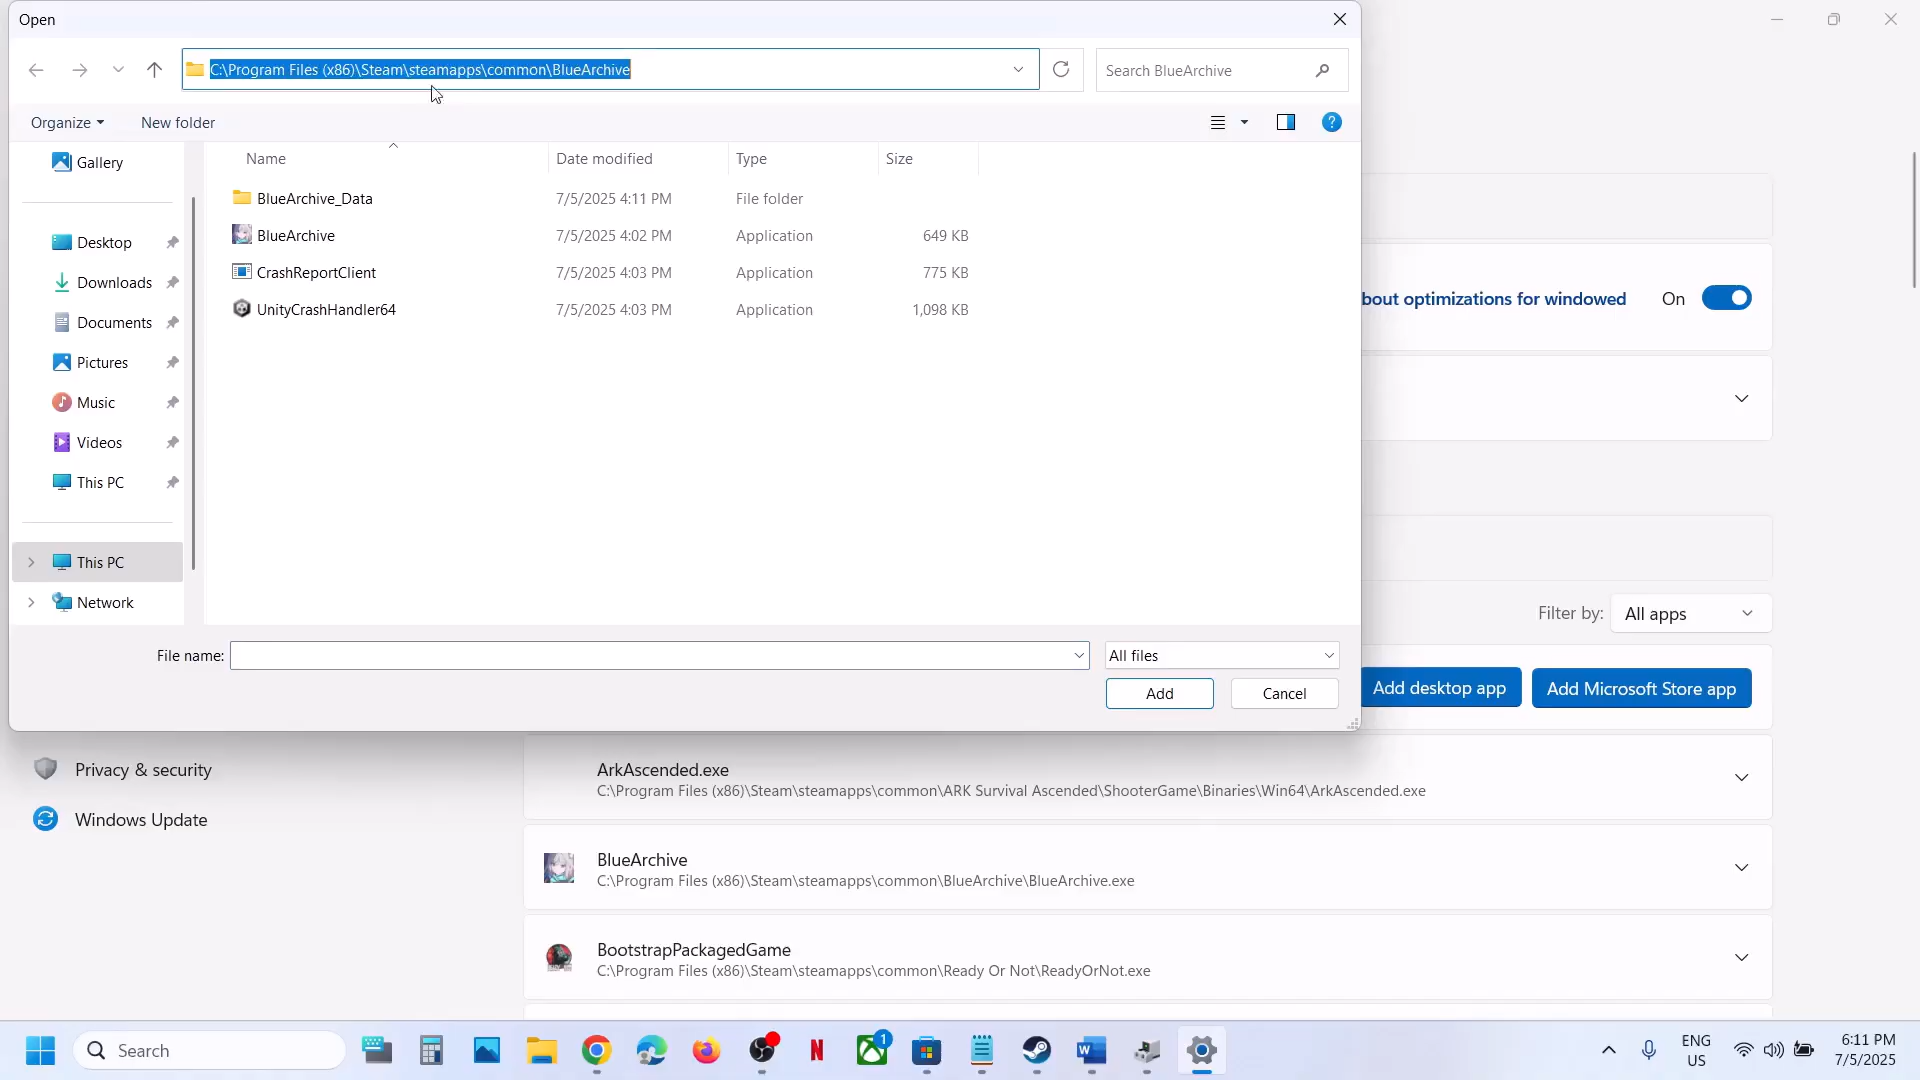 Open
C:\Program Files (x86)\Steam\steamapps\common\BlueArchive
Search BlueArchive
Organize
New folder
?
Name
Date modified
Type
Size
Gallery
Desktop
Downloads
Documents
Pictures
Music
Videos
This PC
This PC
Network
BlueArchive_Data 7/5/2025 4:11 PM File folder
BlueArchive 7/5/2025 4:02 PM Application 649 KB
CrashReportClient 7/5/2025 4:03 PM Application 775 KB
UnityCrashHandler64 7/5/2025 4:03 PM Application 1,098 KB
File name:
All files
Add
Cancel
bout optimizations for windowed
On
Filter by:
All apps
Add desktop app
Add Microsoft Store app
Privacy & security
Windows Update
ArkAscended.exe
C:\Program Files (x86)\Steam\steamapps\common\ARK Survival Ascended\ShooterGame\Binaries\Win64\ArkAscended.exe
BlueArchive
C:\Program Files (x86)\Steam\steamapps\common\BlueArchive\BlueArchive.exe
BootstrapPackagedGame
C:\Program Files (x86)\Steam\steamapps\common\Ready Or Not\ReadyOrNot.exe
Search
N
1
W
ENG
US
6:11 PM
7/5/2025